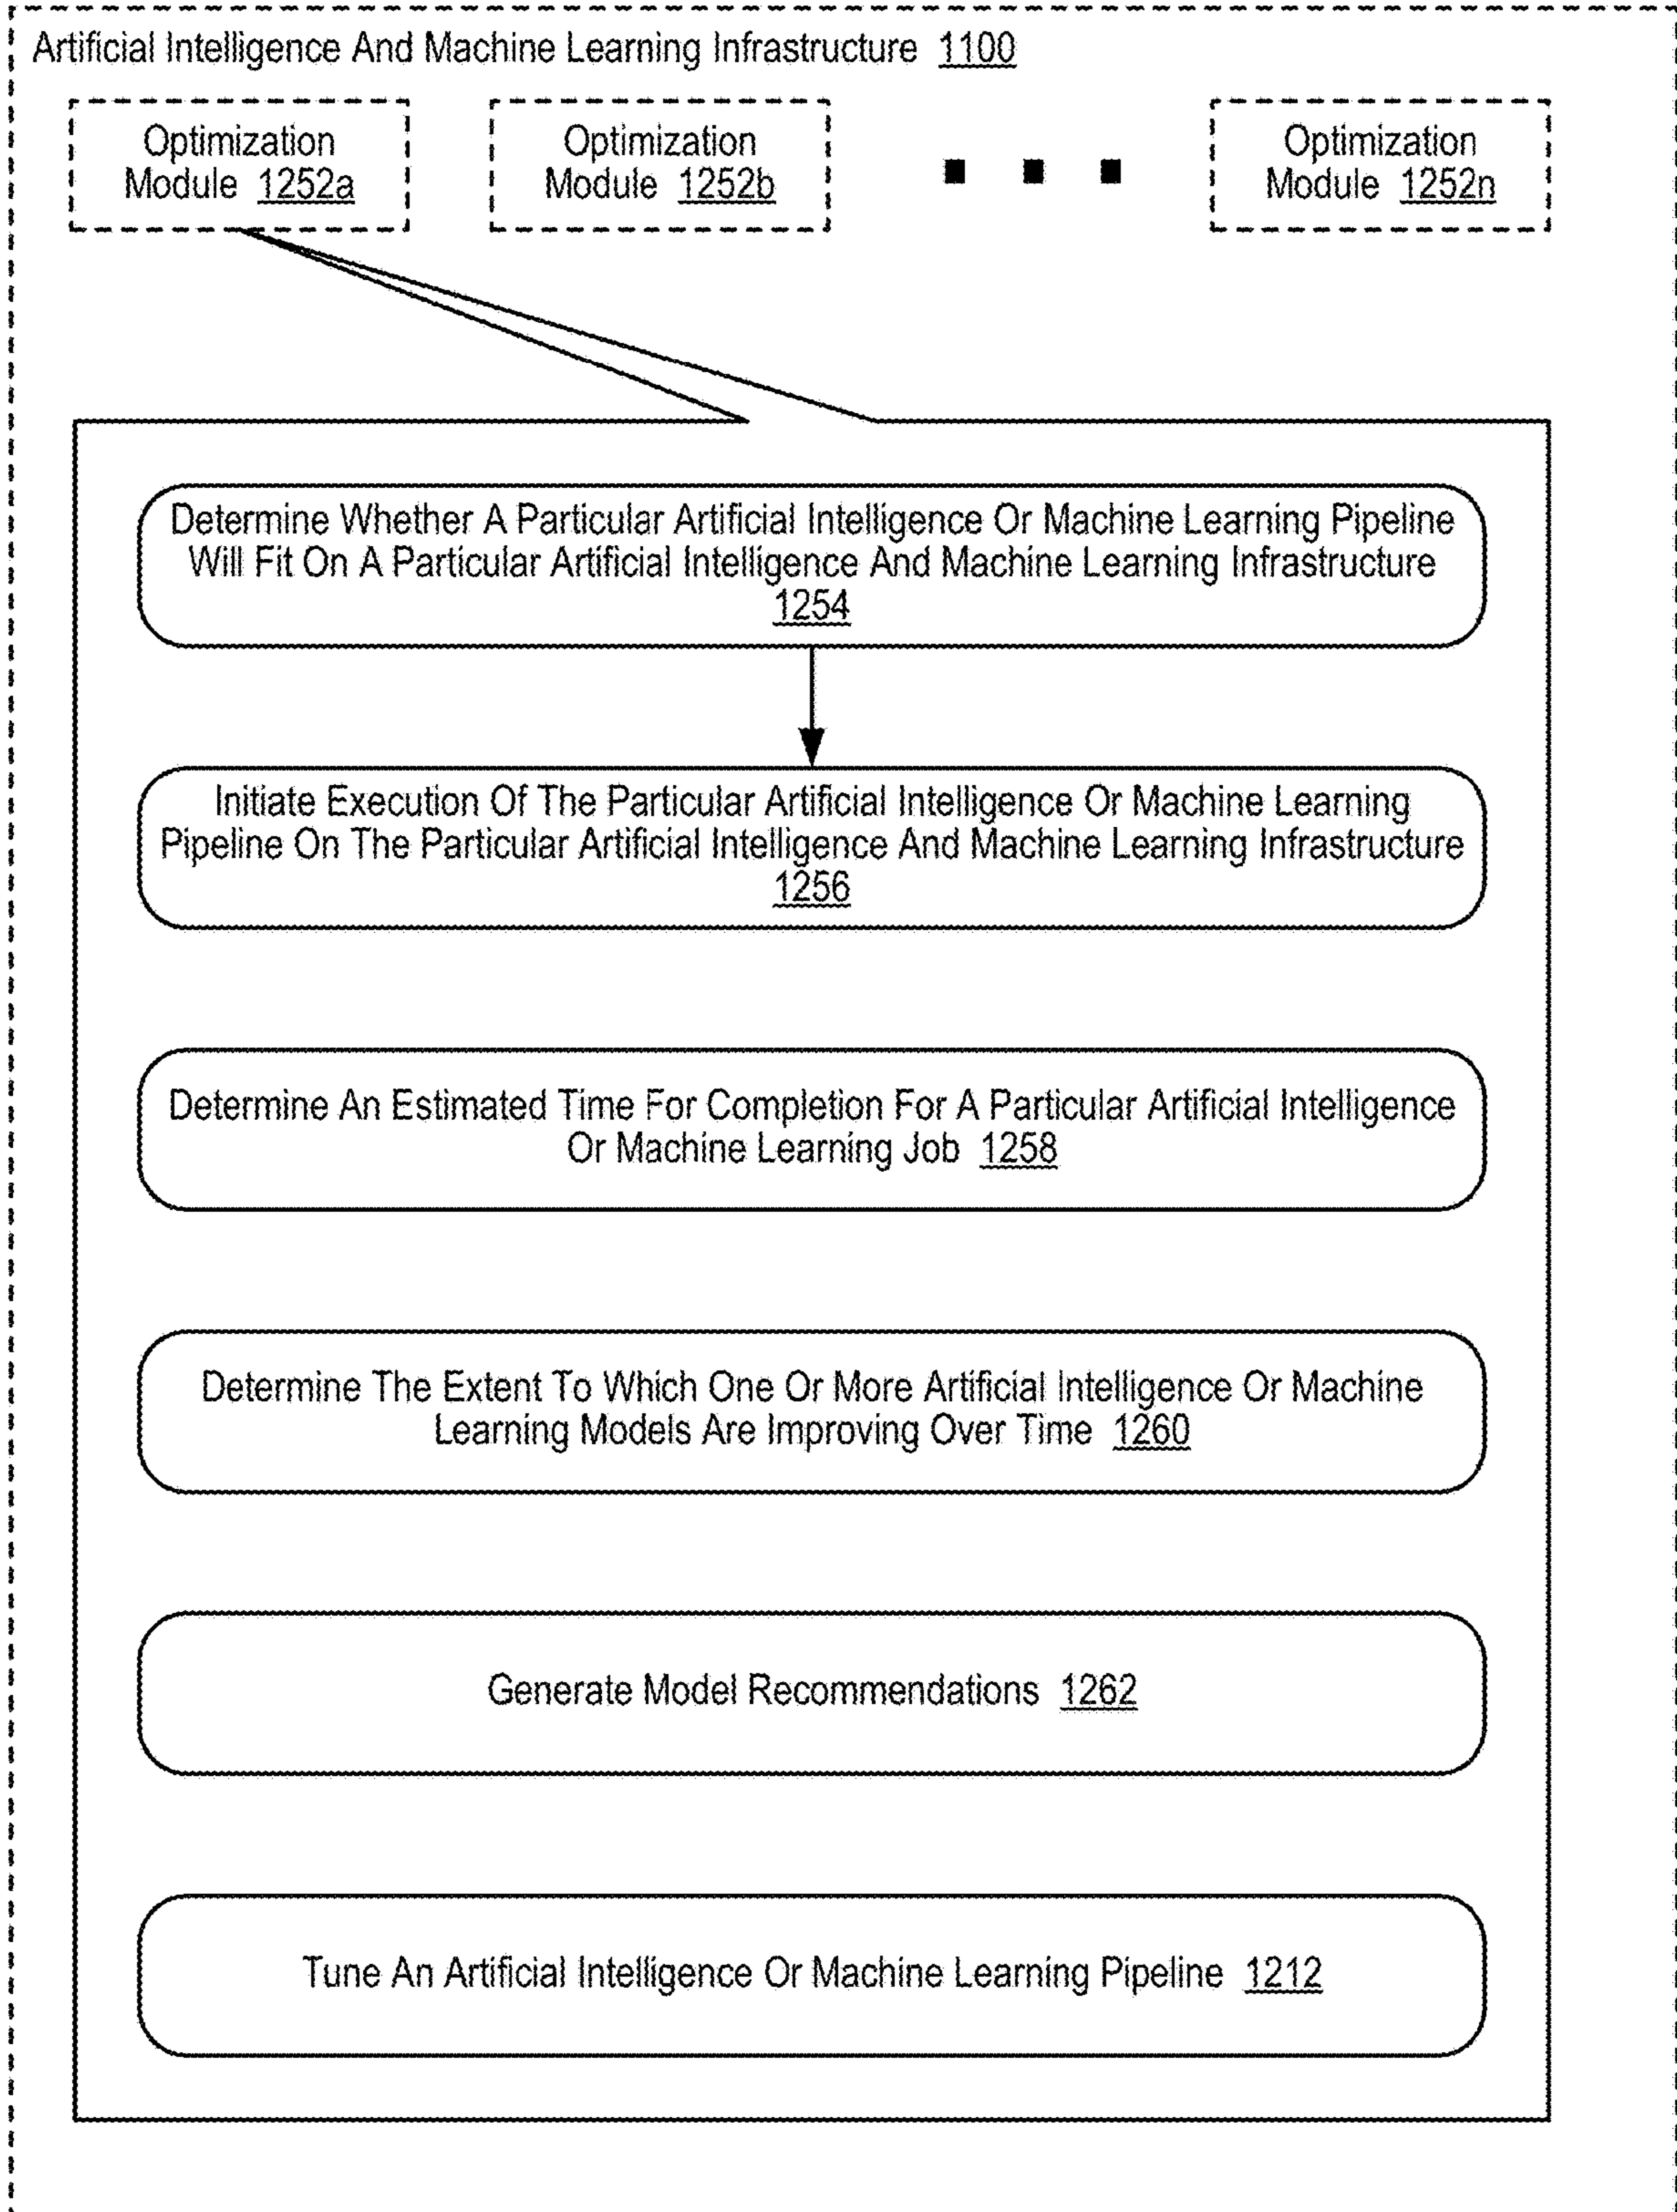 Artificial Intelligence And Machine Learning Infrastructure 1100
Optimization
Module 1252a
Optimization
Module 1252b
Optimization
Module 1252n
Determine Whether A Particular Artificial Intelligence Or Machine Learning Pipeline
Will Fit On A Particular Artificial Intelligence And Machine Learning Infrastructure
1254
Initiate Execution Of The Particular Artificial Intelligence Or Machine Learning
Pipeline On The Particular Artificial Intelligence And Machine Learning Infrastructure
1256
Determine An Estimated Time For Completion For A Particular Artificial Intelligence
Or Machine Learning Job 1258
Determine The Extent To Which One Or More Artificial Intelligence Or Machine
Learning Models Are Improving Over Time 1260
Generate Model Recommendations 1262
Tune An Artificial Intelligence Or Machine Learning Pipeline 1212